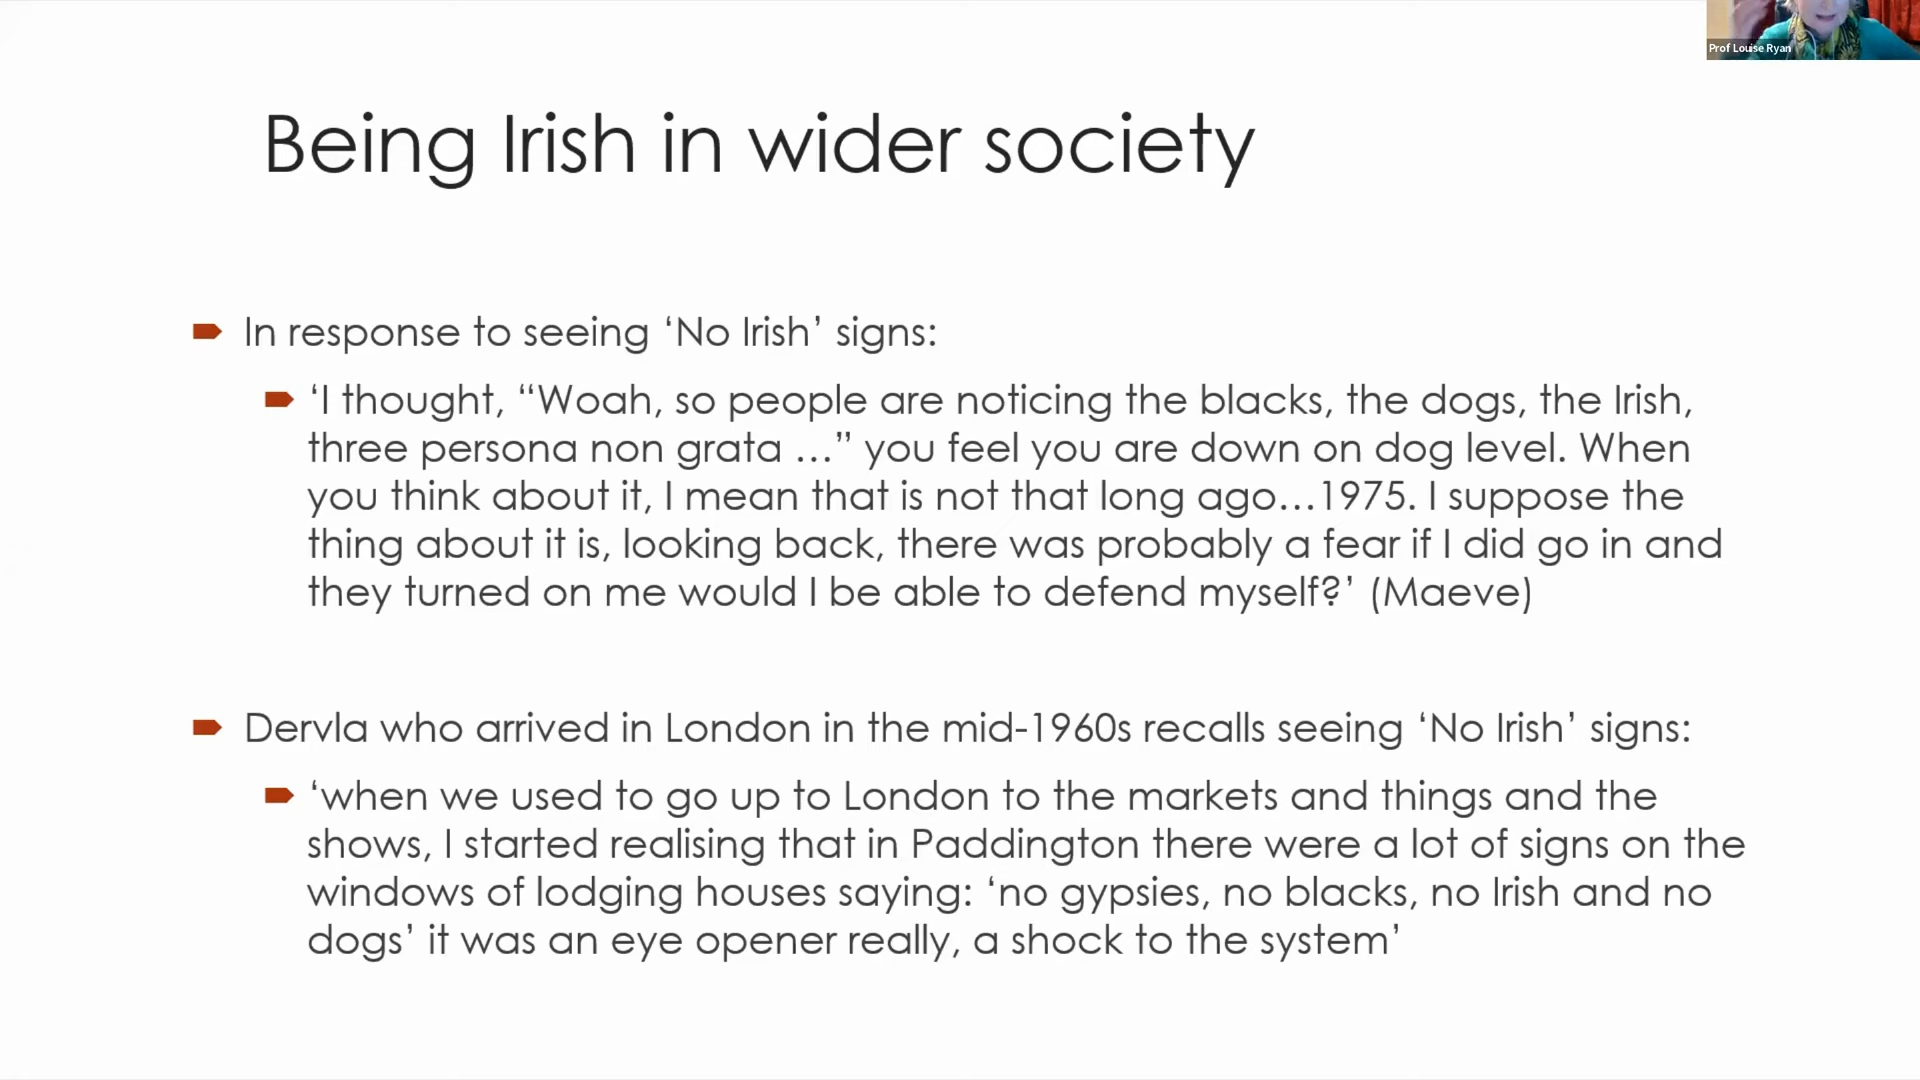 Prof Louise Ryan
Being Irish in wider society
In response to seeing ‘No Irish’ signs:
‘I thought, “Woah, so people are noticing the blacks, the dogs, the Irish,
three persona non grata …” you feel you are down on dog level. When
you think about it, I mean that is not that long ago…1975. I suppose the
thing about it is, looking back, there was probably a fear if I did go in and
they turned on me would I be able to defend myself?’ (Maeve)
Dervla who arrived in London in the mid-1960s recalls seeing ‘No Irish’ signs:
‘when we used to go up to London to the markets and things and the
shows, I started realising that in Paddington there were a lot of signs on the
windows of lodging houses saying: ‘no gypsies, no blacks, no Irish and no
dogs’ it was an eye opener really, a shock to the system’